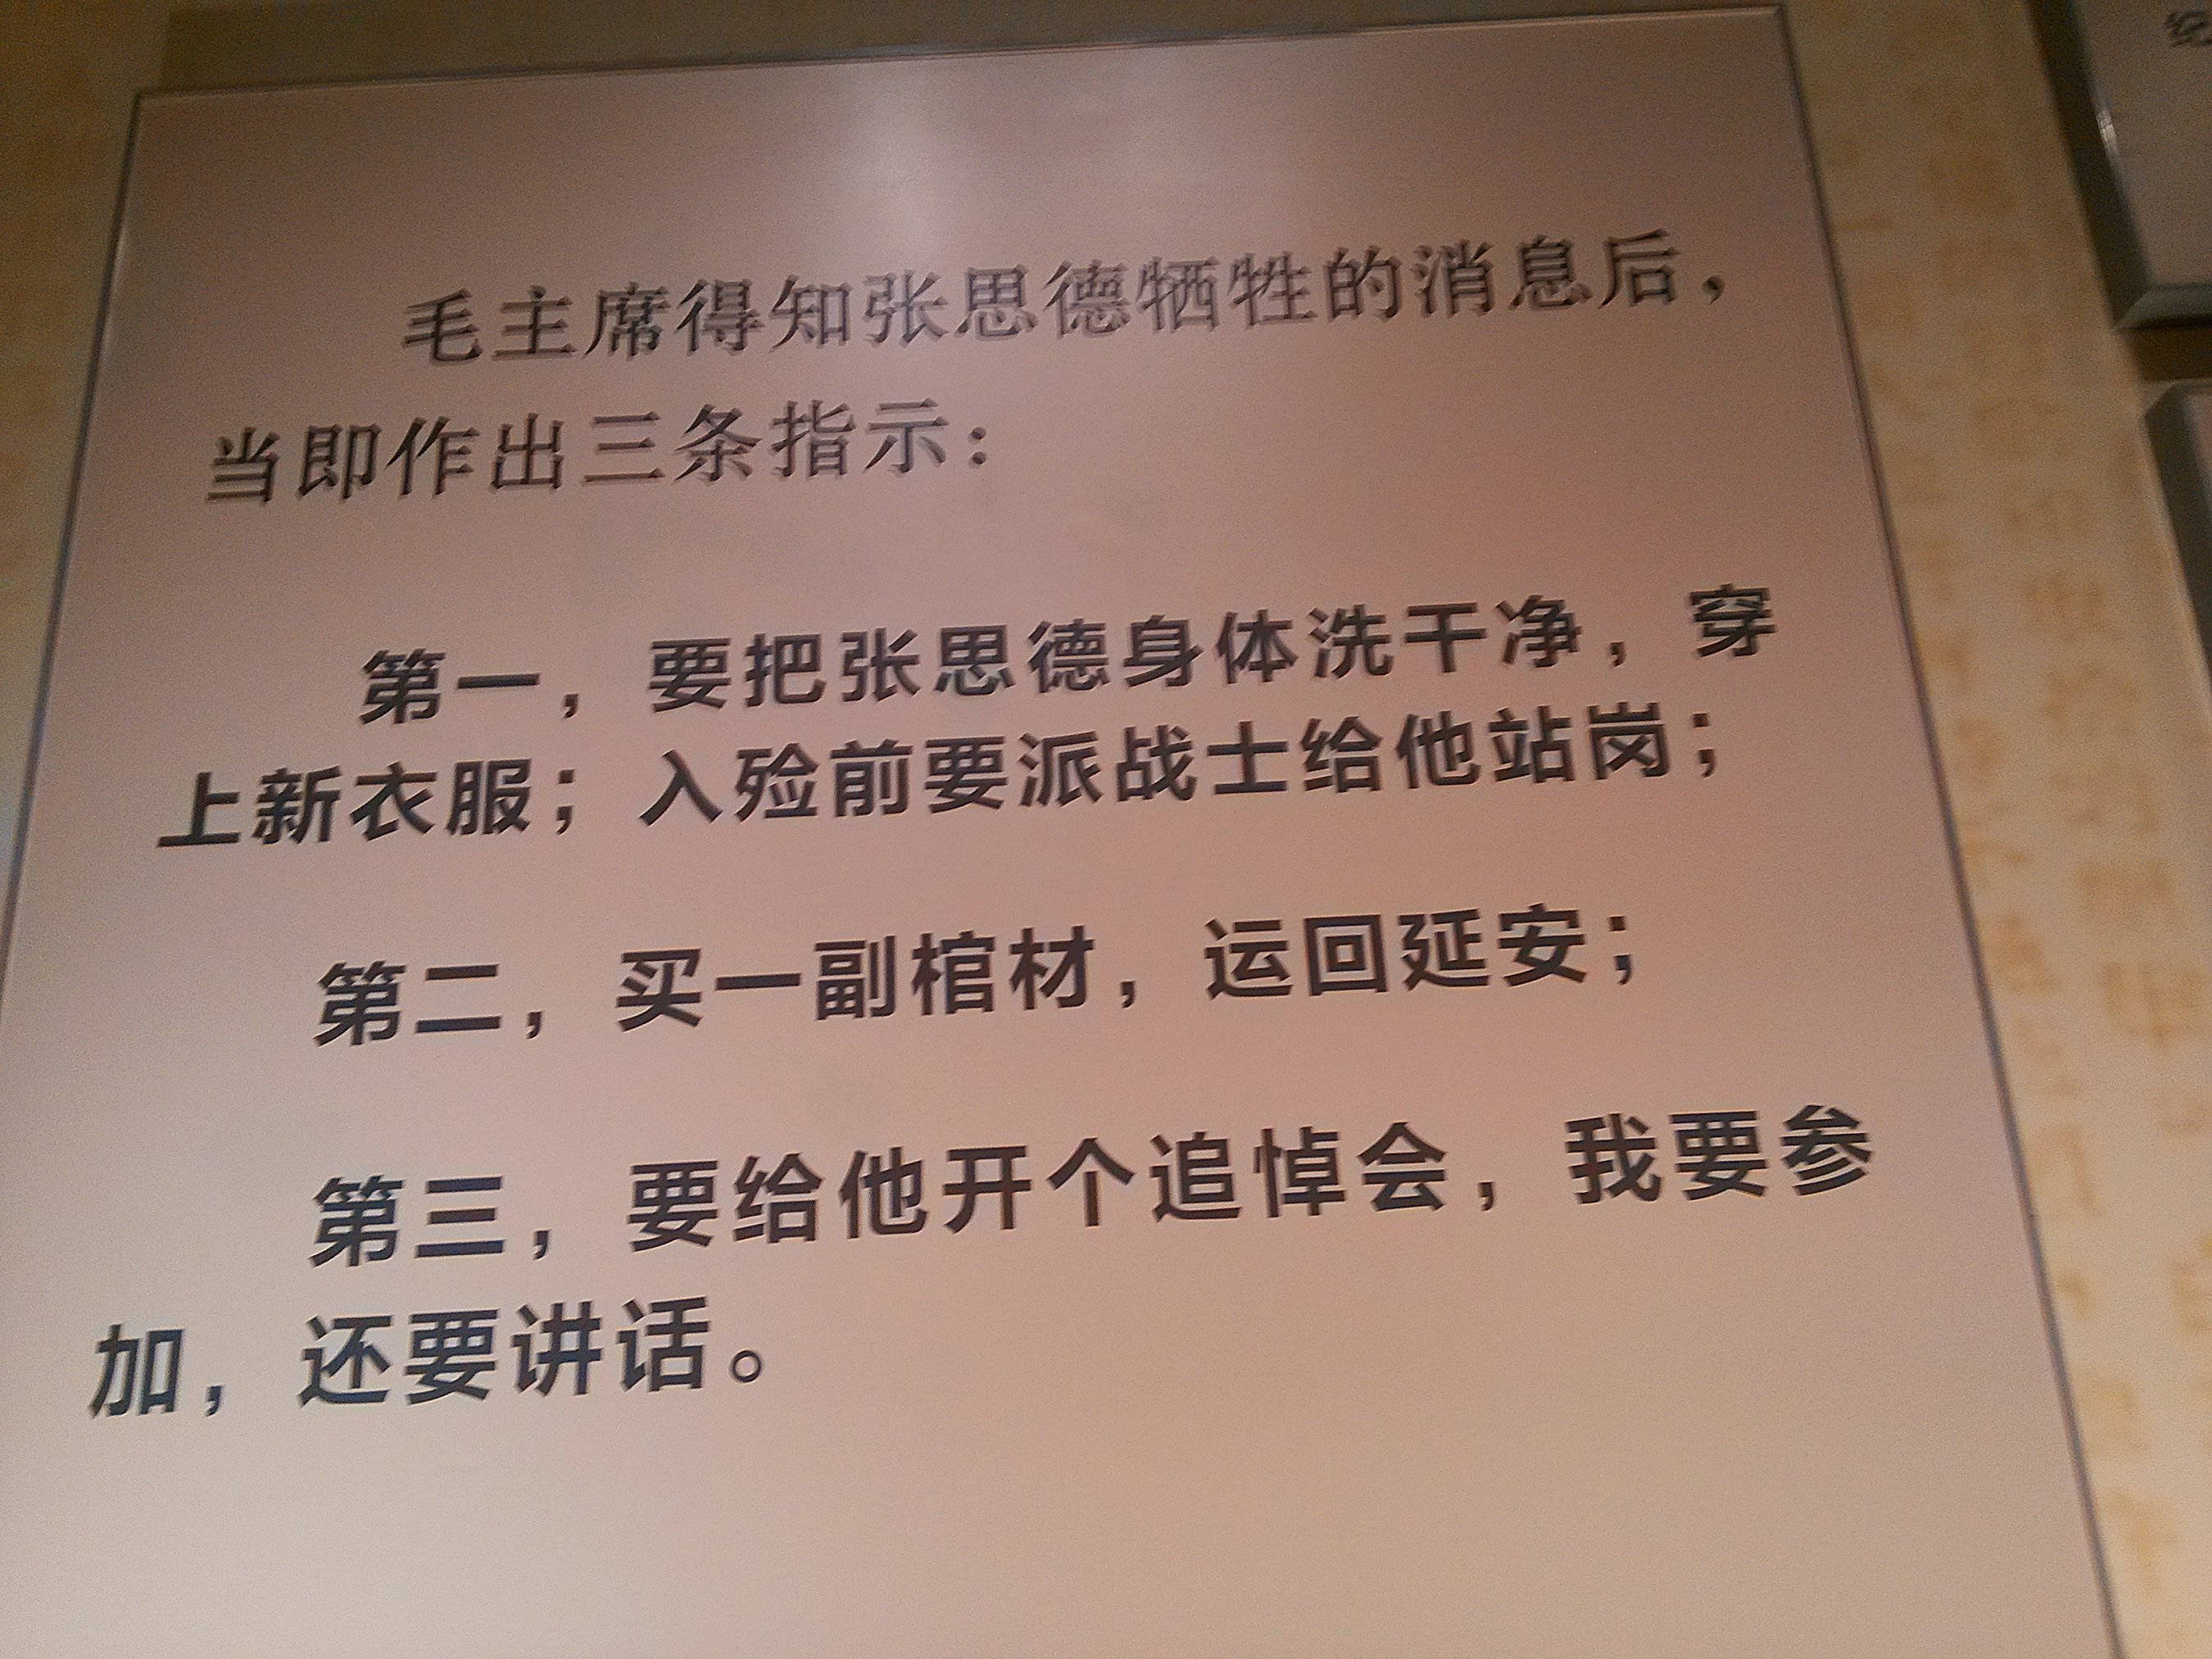 毛主席得知张思德牺牲的消息后，
当即作出三条指示：
第一，要把张思德身体洗干净，穿
上新衣服；入殓前要派战士给他站岗；
第二，买一副棺材，运回延安；
第三，要给他开个追悼会，我要参
加，还要讲话。